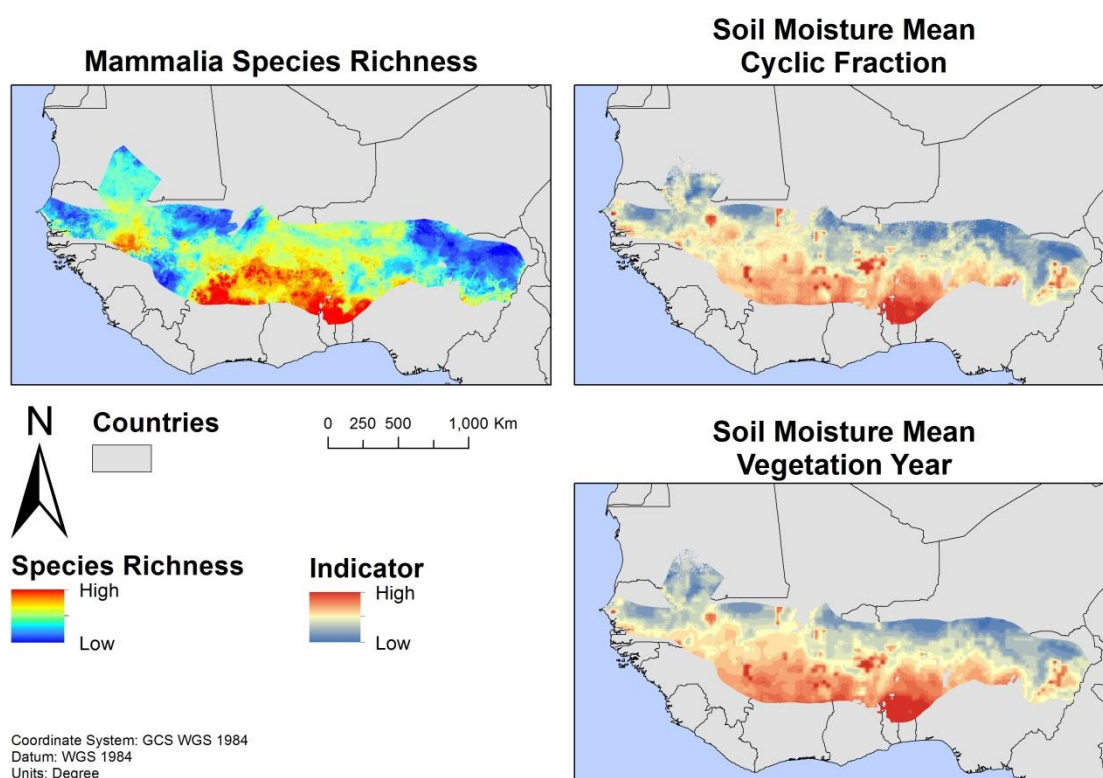 Mammalia Species Richness
Soil Moisture Mean
Cyclic Fraction
N
Countries
0 250 500 1,000 Km
Soil Moisture Mean
Vegetation Year
Species Richness
High
Low
Indicator
High
Low
Coordinate System: GCS WGS 1984
Datum: WGS 1984
Units: Degree